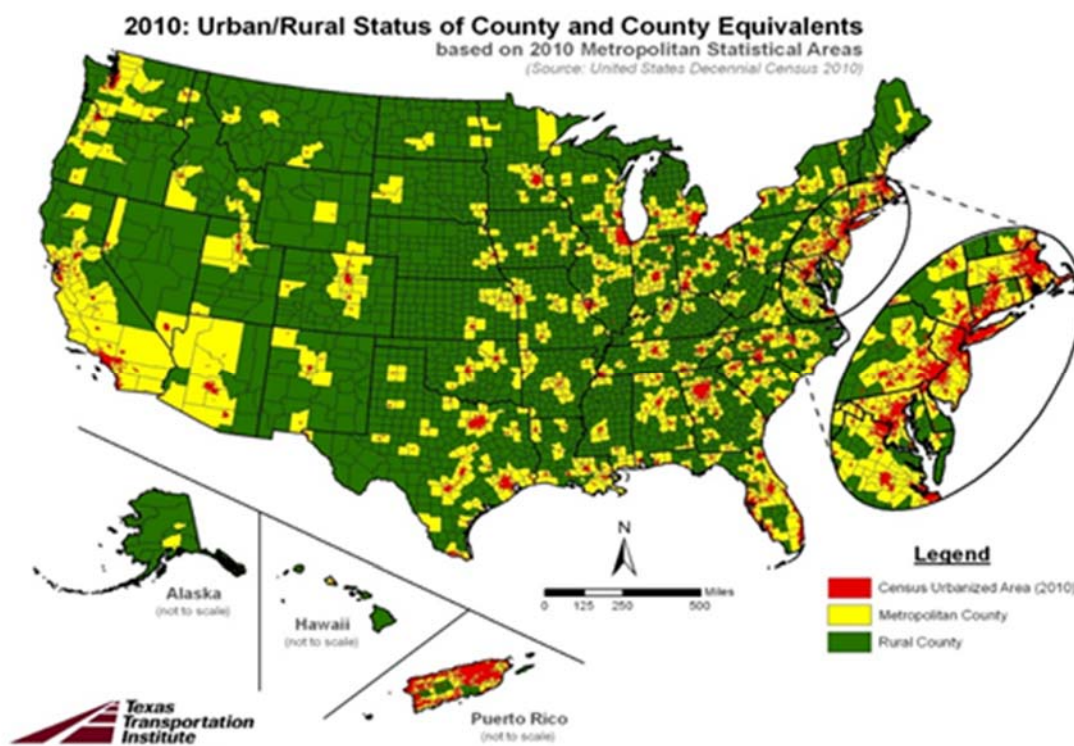 2010: Urban/Rural Status of County and County Equivalents
based on 2010 Metropolitan Statistical Areas
(Source: United States Decennial Census 2010)
N
Miles
0 125 250 500
Legend
Census Urbanized Area (2010)
Metropolitan County
Rural County
Alaska
(not to scale)
Hawaii
(not to scale)
Puerto Rico
(not to scale)
Texas
Transportation
Institute